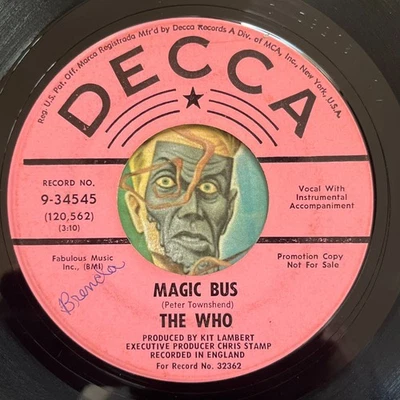 Reg. U.S. Pat. Off. Marca Registrada Mfr'd by Decca Records A Div. of MCA, Inc., New York, U.S.A.
DECCA
RECORD NO.
9-34545
(120,562)
(3:10)
Vocal With
Instrumental
Accompaniment
Fabulous Music
Inc., (BMI)
Promotion Copy
Not For Sale
Brenda
MAGIC BUS
(Peter Townshend)
THE WHO
PRODUCED BY KIT LAMBERT
EXECUTIVE PRODUCER CHRIS STAMP
RECORDED IN ENGLAND
For Record No. 32362